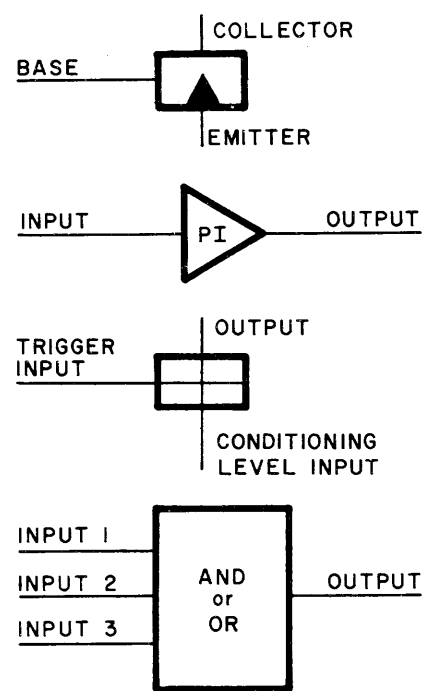 COLLECTOR
BASE
EMITTER
INPUT
PI
OUTPUT
OUTPUT
TRIGGER
INPUT
CONDITIONING
LEVEL INPUT
INPUT 1
INPUT 2
INPUT 3
AND
or
OR
OUTPUT